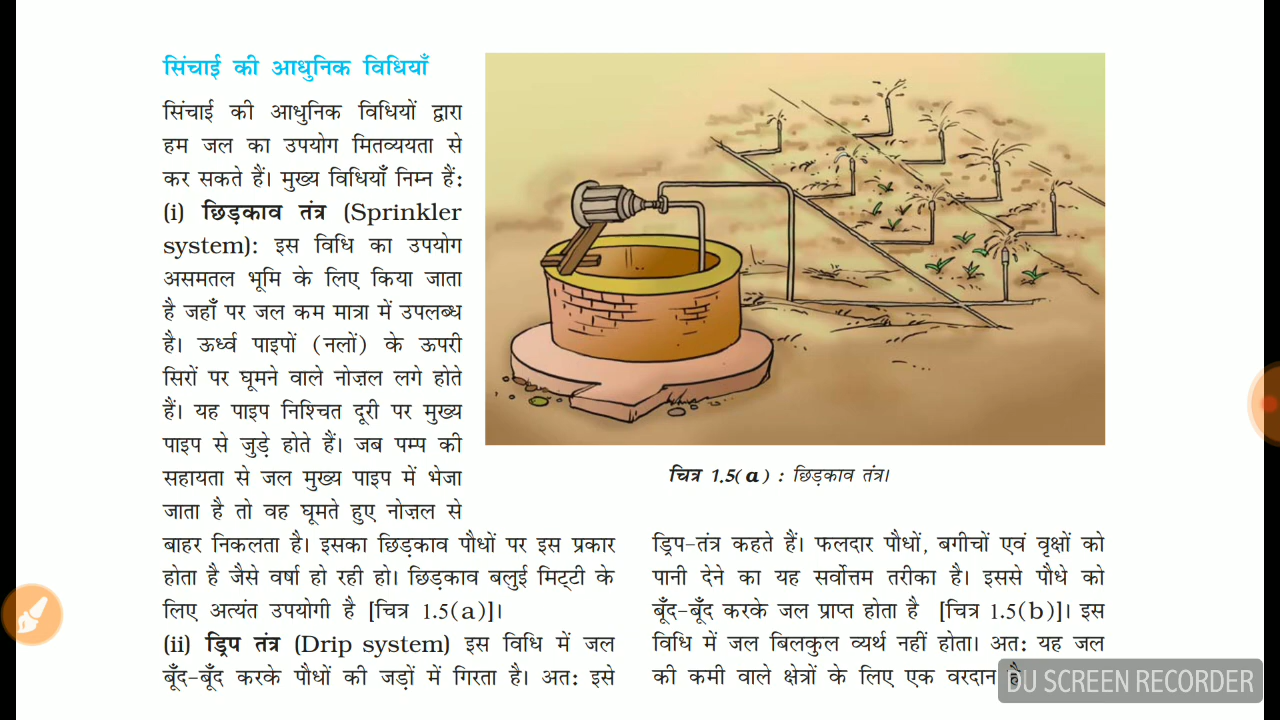 सिंचाई की आधुनिक विधियाँ
सिंचाई की आधुनिक विधियों द्वारा
हम जल का उपयोग मितव्ययता से
कर सकते हैं। मुख्य विधियाँ निम्न हैं:
(i) छिड़काव तंत्र (Sprinkler
system): इस विधि का उपयोग
असमतल भूमि के लिए किया जाता
है जहाँ पर जल कम मात्रा में उपलब्ध
है। ऊर्ध्व पाइपों (नलों) के ऊपरी
सिरों पर घूमने वाले नोज़ल लगे होते
हैं। यह पाइप निश्चित दूरी पर मुख्य
पाइप से जुड़े होते हैं। जब पम्प की
सहायता से जल मुख्य पाइप में भेजा
जाता है तो वह घूमते हुए नोज़ल से
बाहर निकलता है। इसका छिड़काव पौधों पर इस प्रकार
होता है जैसे वर्षा हो रही हो। छिड़काव बलुई मिट्टी के
लिए अत्यंत उपयोगी है [चित्र 1.5(a)]।
(ii) ड्रिप तंत्र (Drip system) इस विधि में जल
बूँद-बूँद करके पौधों की जड़ों में गिरता है। अत: इसे
चित्र 1.5(a) : छिड़काव तंत्र।
ड्रिप-तंत्र कहते हैं। फलदार पौधों, बगीचों एवं वृक्षों को
पानी देने का यह सर्वोत्तम तरीका है। इससे पौधे को
बूँद-बूँद करके जल प्राप्त होता है [चित्र 1.5(b)]। इस
विधि में जल बिलकुल व्यर्थ नहीं होता। अत: यह जल
की कमी वाले क्षेत्रों के लिए एक वरदान है
DU SCREEN RECORDER